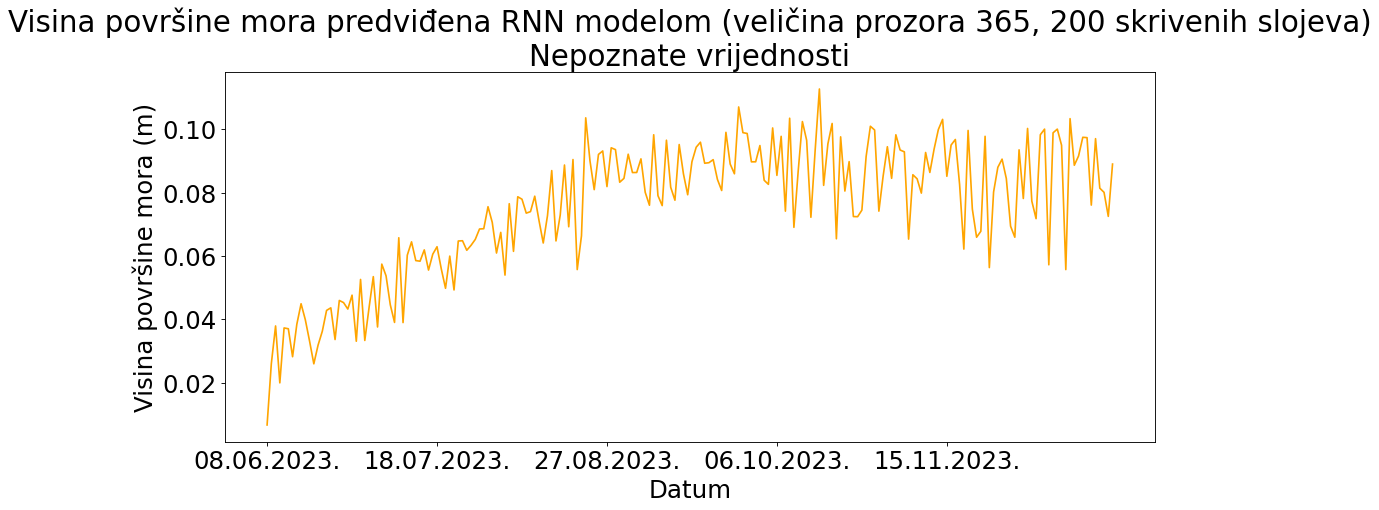 Visina površine mora predviđena RNN modelom (veličina prozora 365, 200 skrivenih slojeva)
Nepoznate vrijednosti
Visina površine mora (m)
0.10
0.08
0.06
0.04
0.02
08.06.2023. 18.07.2023. 27.08.2023. 06.10.2023. 15.11.2023.
Datum